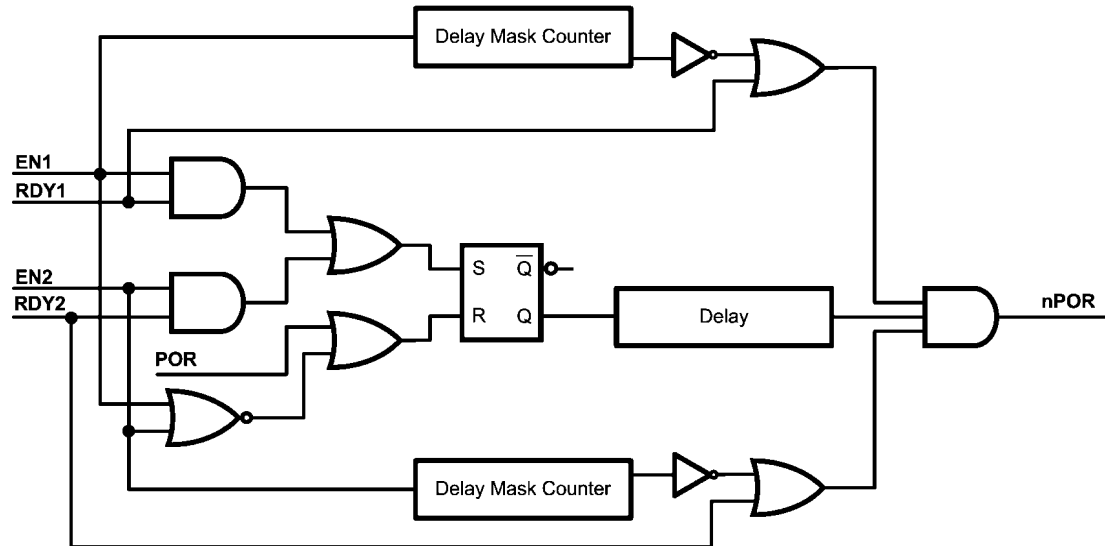 Delay Mask Counter
EN1
RDY1
EN2
RDY2
S Q
R Q
Delay
nPOR
POR
Delay Mask Counter